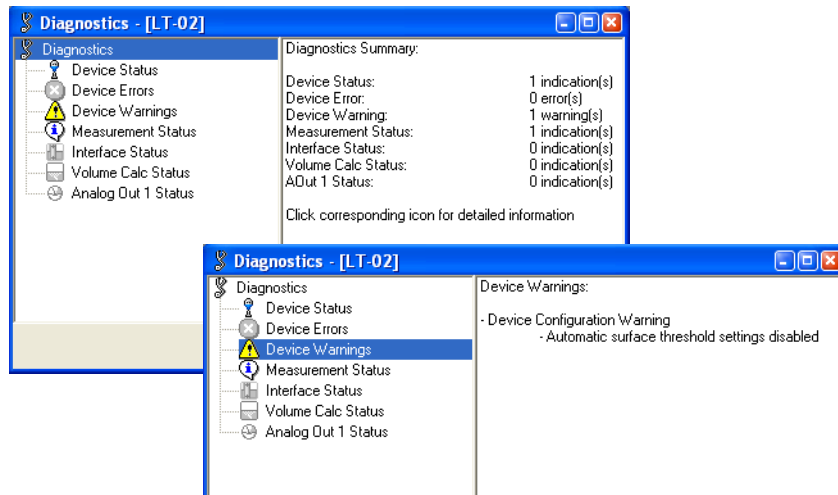 Diagnostics - [LT-02]
Diagnostics
Device Status
Device Errors
Device Warnings
Measurement Status
Interface Status
Volume Calc Status
Analog Out 1 Status
Diagnostics Summary:
Device Status: 1 indication(s)
Device Error: 0 error(s)
Device Warning: 1 warning(s)
Measurement Status: 1 indication(s)
Interface Status: 0 indication(s)
Volume Calc Status: 0 indication(s)
AOut 1 Status: 0 indication(s)
Click corresponding icon for detailed information
Diagnostics - [LT-02]
Diagnostics
Device Status
Device Errors
Device Warnings
Measurement Status
Interface Status
Volume Calc Status
Analog Out 1 Status
Device Warnings:
- Device Configuration Warning
- Automatic surface threshold settings disabled